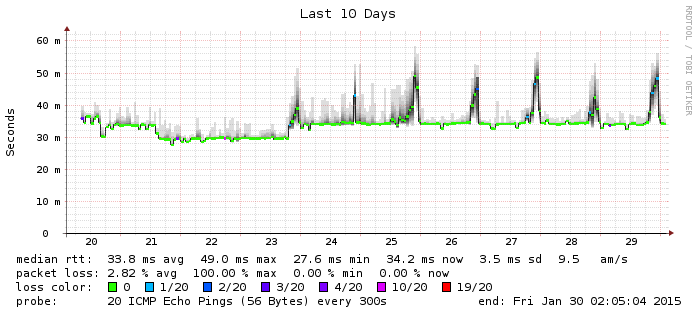 Last 10 Days
RRDTOOL / TOBI OETIKER
Seconds
60 m
50 m
40 m
30 m
20 m
10 m
0
20 21 22 23 24 25 26 27 28 29
median rtt: 33.8 ms avg 49.0 ms max 27.6 ms min 34.2 ms now 3.5 ms sd 9.5 am/s
packet loss: 2.82 % avg 100.00 % max 0.00 % min 0.00 % now
loss color: 0 1/20 2/20 3/20 4/20 10/20 19/20
probe: 20 ICMP Echo Pings (56 Bytes) every 300s end: Fri Jan 30 02:05:04 2015